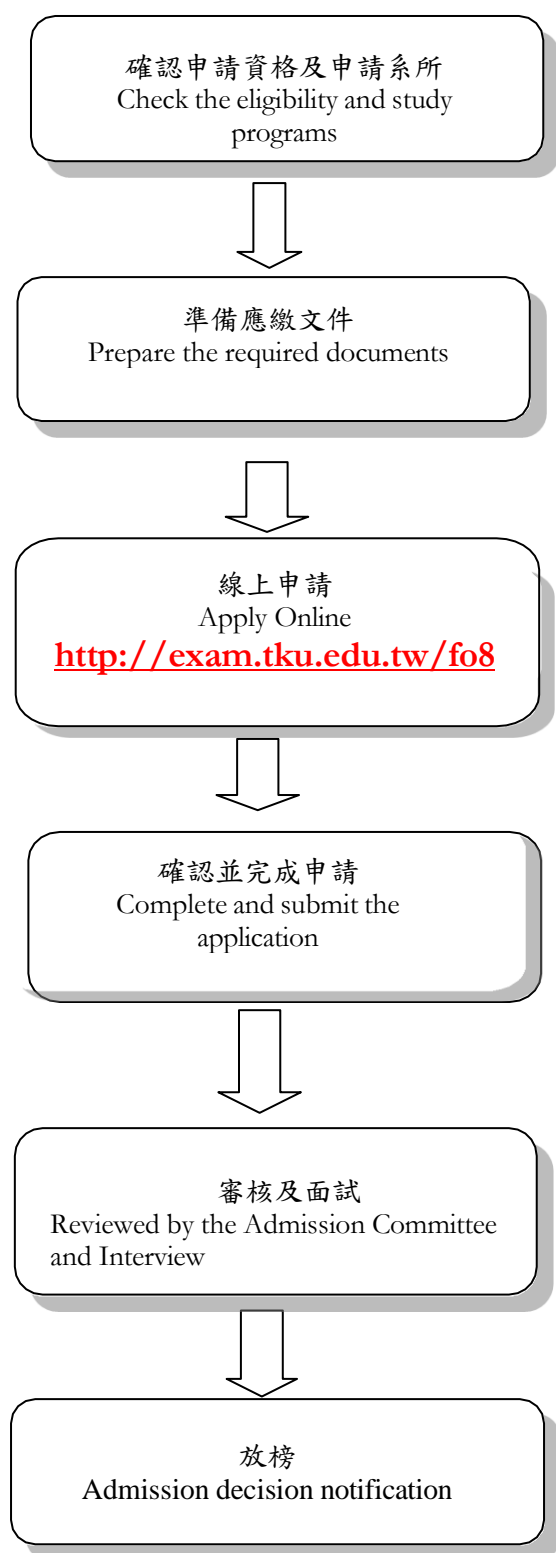 確認申請資格及申請系所
Check the eligibility and study
programs
準備應繳文件
Prepare the required documents
線上申請
Apply Online
http://exam.tku.edu.tw/fo8
確認並完成申請
Complete and submit the
application
審核及面試
Reviewed by the Admission Committee
and Interview
放榜
Admission decision notification